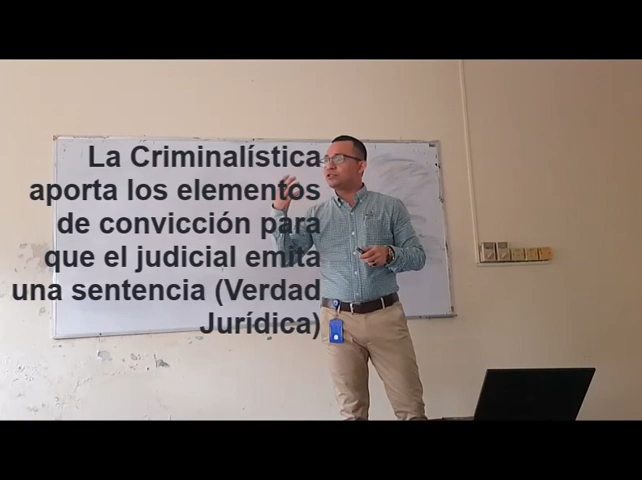 La Criminalística
aporta los elementos
de convicción para
que el judicial emita
una sentencia (Verdad
Jurídica)